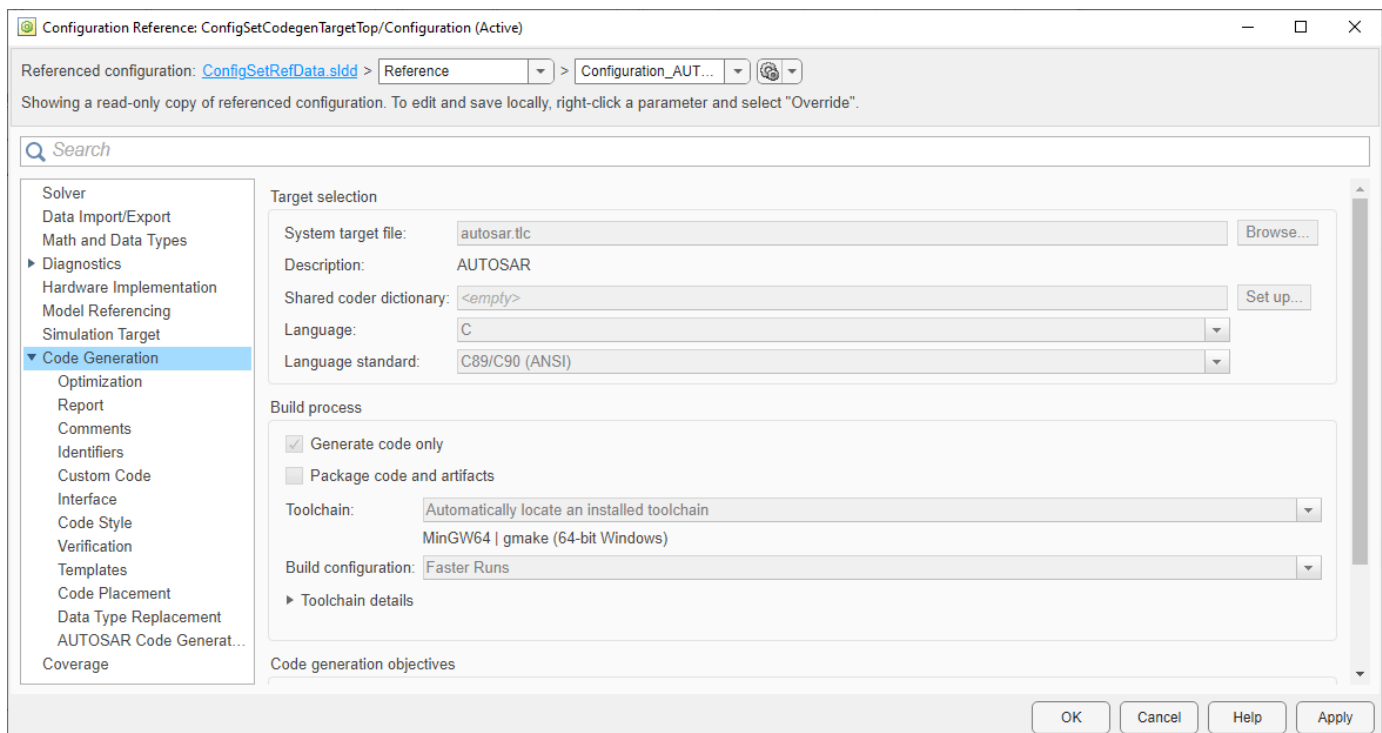 Configuration Reference: ConfigSetCodegenTargetTop/Configuration (Active)
Referenced configuration: ConfigSetRefData.sldd > Reference > Configuration_AUT...
Showing a read-only copy of referenced configuration. To edit and save locally, right-click a parameter and select "Override".
Search
Solver
Data Import/Export
Math and Data Types
Diagnostics
Hardware Implementation
Model Referencing
Simulation Target
Code Generation
Optimization
Report
Comments
Identifiers
Custom Code
Interface
Code Style
Verification
Templates
Code Placement
Data Type Replacement
AUTOSAR Code Generat...
Coverage
Target selection
System target file: autosar.tlc Browse...
Description: AUTOSAR
Shared coder dictionary: <empty> Set up...
Language: C
Language standard: C89/C90 (ANSI)
Build process
Generate code only
Package code and artifacts
Toolchain: Automatically locate an installed toolchain
MinGW64 | gmake (64-bit Windows)
Build configuration: Faster Runs
Toolchain details
Code generation objectives
OK Cancel Help Apply